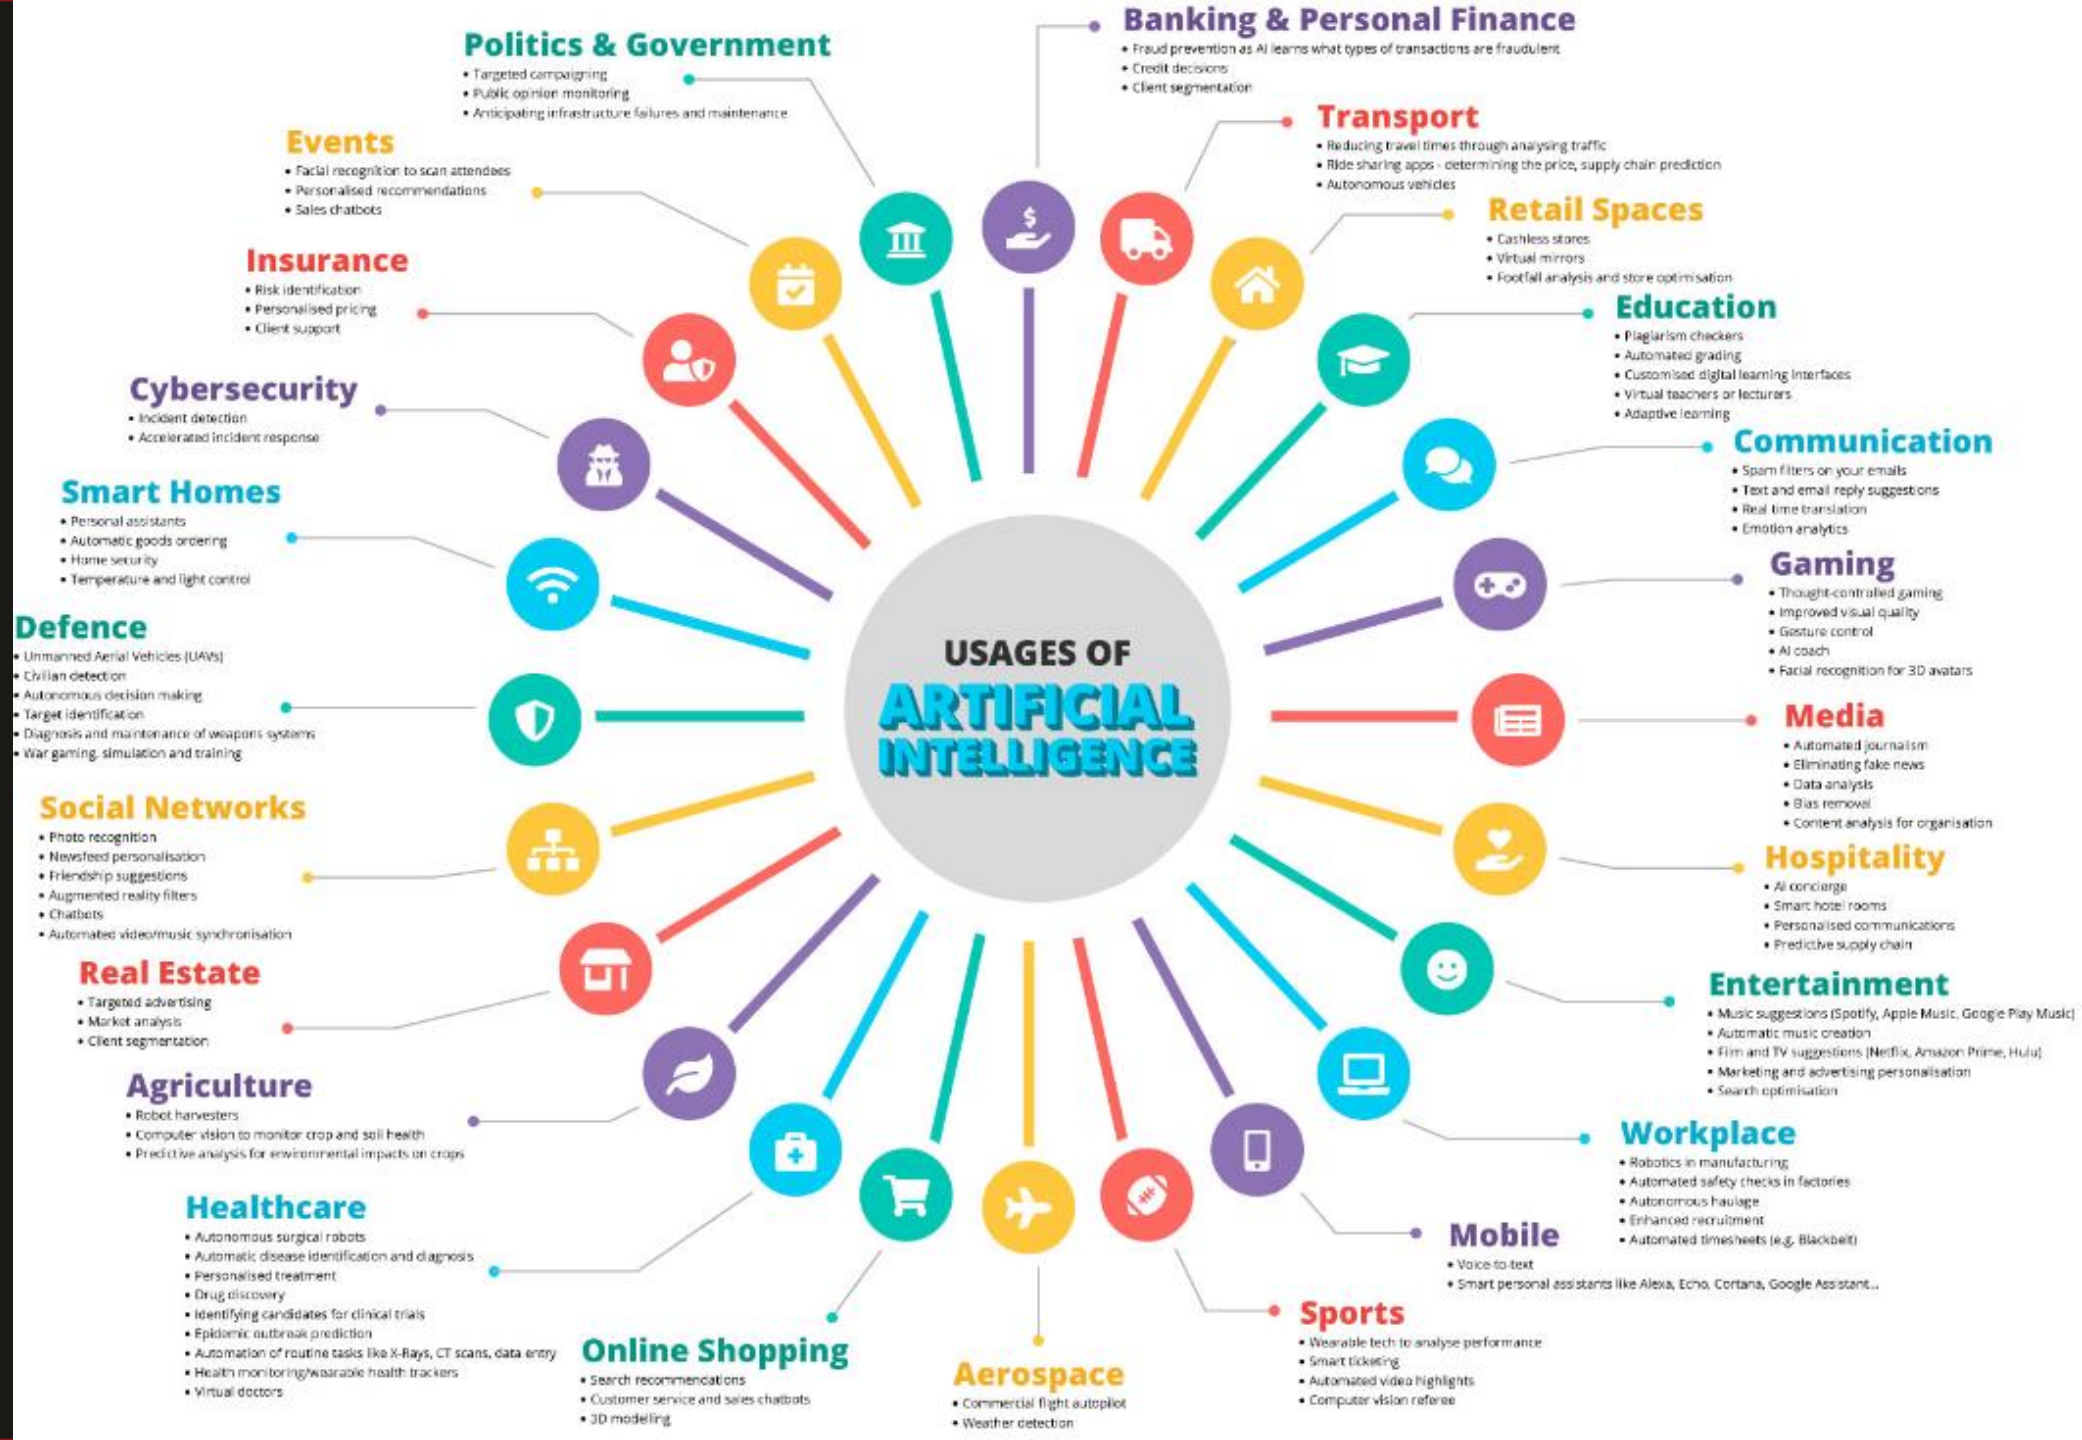 USAGES OF
ARTIFICIAL
INTELLIGENCE
Banking & Personal Finance
• Fraud prevention as AI learns what types of transactions are fraudulent
• Credit decisions
• Client segmentation
Transport
• Reducing travel times through analysing traffic
• Ride sharing apps - determining the price, supply chain prediction
• Autonomous vehicles
Retail Spaces
• Cashless stores
• Virtual mirrors
• Footfall analysis and store optimisation
Education
• Plagiarism checkers
• Automated grading
• Customised digital learning interfaces
• Virtual teachers or lecturers
• Adaptive learning
Communication
• Spam filters on your emails
• Text and email reply suggestions
• Real time translation
• Emotion analytics
Gaming
• Thought-controlled gaming
• Improved visual quality
• Gesture control
• AI coach
• Facial recognition for 3D avatars
Media
• Automated journalism
• Eliminating fake news
• Data analysis
• Bias removal
• Content analysis for organisation
Hospitality
• AI concierge
• Smart hotel rooms
• Personalised communications
• Predictive supply chain
Entertainment
• Music suggestions (Spotify, Apple Music, Google Play Music)
• Automatic music creation
• Film and TV suggestions (Netflix, Amazon Prime, Hulu)
• Marketing and advertising personalisation
• Search optimisation
Workplace
• Robotics in manufacturing
• Automated safety checks in factories
• Autonomous haulage
• Enhanced recruitment
• Automated timesheets (e.g. Blackbelt)
Mobile
• Voice-to-text
• Smart personal assistants like Alexa, Echo, Cortana, Google Assistant...
Sports
• Wearable tech to analyse performance
• Smart ticketing
• Automated video highlights
• Computer vision referee
Aerospace
• Commercial flight autopilot
• Weather detection
Online Shopping
• Search recommendations
• Customer service and sales chatbots
• 3D modelling
Healthcare
• Autonomous surgical robots
• Automatic disease identification and diagnosis
• Personalised treatment
• Drug discovery
• Identifying candidates for clinical trials
• Epidemic outbreak prediction
• Automation of routine tasks like X-Rays, CT scans, data entry
• Health monitoring/wearable health trackers
• Virtual doctors
Agriculture
• Robot harvesters
• Computer vision to monitor crop and soil health
• Predictive analysis for environmental impacts on crops
Real Estate
• Targeted advertising
• Market analysis
• Client segmentation
Social Networks
• Photo recognition
• Newsfeed personalisation
• Friendship suggestions
• Augmented reality filters
• Chatbots
• Automated video/music synchronisation
Defence
• Unmanned Aerial Vehicles (UAVs)
• Civilian detection
• Autonomous decision making
• Target identification
• Diagnosis and maintenance of weapons systems
• War gaming, simulation and training
Smart Homes
• Personal assistants
• Automatic goods ordering
• Home security
• Temperature and light control
Cybersecurity
• Incident detection
• Accelerated incident response
Insurance
• Risk identification
• Personalised pricing
• Client support
Events
• Facial recognition to scan attendees
• Personalised recommendations
• Sales chatbots
Politics & Government
• Targeted campaigning
• Public opinion monitoring
• Anticipating infrastructure failures and maintenance